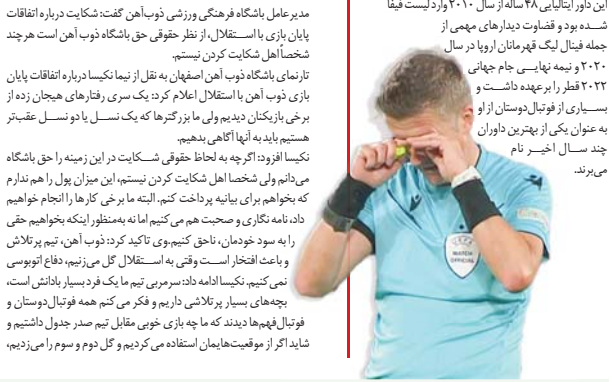 این داور ایتالیایی ۴۸ ساله از سال ۲۰۱۰ وارد لیست فیفا
شده بود و قضاوت دیدارهای مهمی از
جمله فینال لیگ قهرمانان اروپا در سال
۲۰۲۰ و نیمه نهایی جام جهانی
۲۰۲۲ قطر را برعهده داشت و
بسیاری از فوتبال‌دوستان از او
به عنوان یکی از بهترین داوران
چند سال اخیر نام
می‌برند.
مدیرعامل باشگاه فرهنگی ورزشی ذوب‌آهن گفت: شکایت درباره اتفاقات
پایان بازی با استقلال، از نظر حقوقی حق باشگاه ذوب آهن است هرچند
شخصاً اهل شکایت کردن نیستم.
تارنمای باشگاه ذوب آهن اصفهان به نقل از نیما نکیسا درباره اتفاقات پایان
بازی ذوب آهن با استقلال اعلام کرد: یک سری رفتارهای هیجان زده از
برخی بازیکنان دیدیم ولی ما بزرگترها که یک نسل یا دو نسل عقب‌تر
هستیم باید به آنها آگاهی بدهیم.
نکیسا افزود: اگرچه به لحاظ حقوقی شکایت در این زمینه را حق باشگاه
می‌دانم ولی شخصا اهل شکایت کردن نیستم، این میزان پول را هم ندارم
که بخواهم برای بیانیه پرداخت کنم. البته ما برخی کارها را انجام خواهیم
داد، نامه نگاری و صحبت هم می‌کنیم اما نه به‌منظور اینکه بخواهیم حقی
را به سود خودمان، ناحق کنیم.وی تاکید کرد: ذوب آهن، تیم پرتلاش
و باعث افتخار است وقتی به استقلال گل می‌زنیم، دفاع اتوبوسی
نمی‌کنیم. نکیسا ادامه داد: سرمربی تیم ما یک فرد بسیار بادانش است،
بچه‌های بسیار پرتلاشی داریم و فکر می‌کنم همه فوتبال‌دوستان و
فوتبال‌فهم‌ها دیدند که ما چه بازی خوبی مقابل تیم صدر جدول داشتیم و
شاید اگر از موقعیت‌هایمان استفاده می‌کردیم و گل دوم و سوم را می‌زدیم،
UEFA
MATCH
OFFICIAL